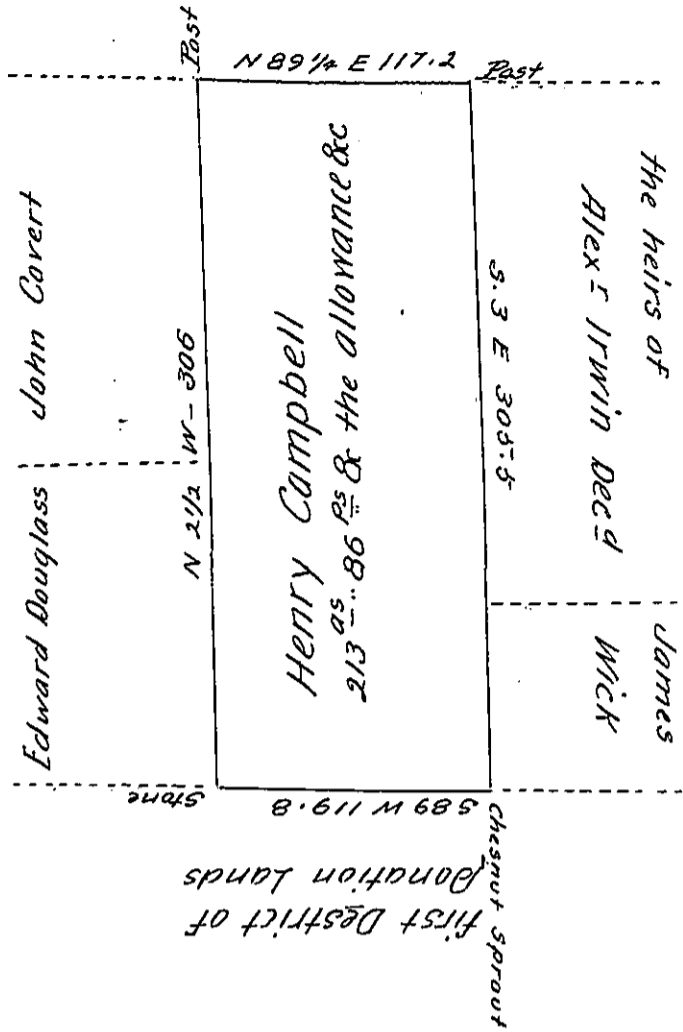 Post
N 89 1/4 E 117.2
Post
John Covert
Edward Douglass
N 2 1/2 W - 306
Henry Campbell
213 as " 86 ps & the allowance &c
S. 3 E 305.5
the heirs of
Alexr Irwin Decd
James
Wick
Stone
S 89 W 119.8
Chesnut Sprout
First Destrict of
Donation Lands